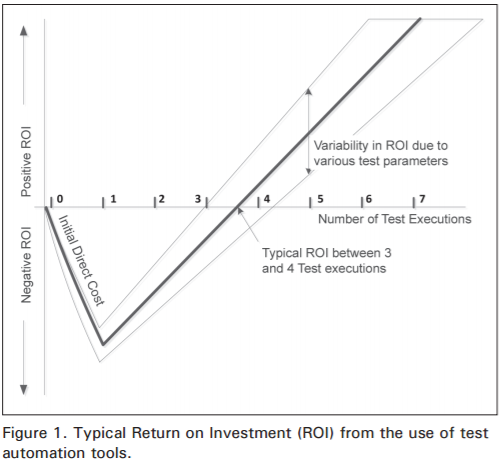 Positive ROI
Negative ROI
0 1 2 3 4 5 6 7
Number of Test Executions
Initial Direct Cost
Variability in ROI due to
various test parameters
Typical ROI between 3
and 4 Test executions
Figure 1. Typical Return on Investment (ROI) from the use of test
automation tools.